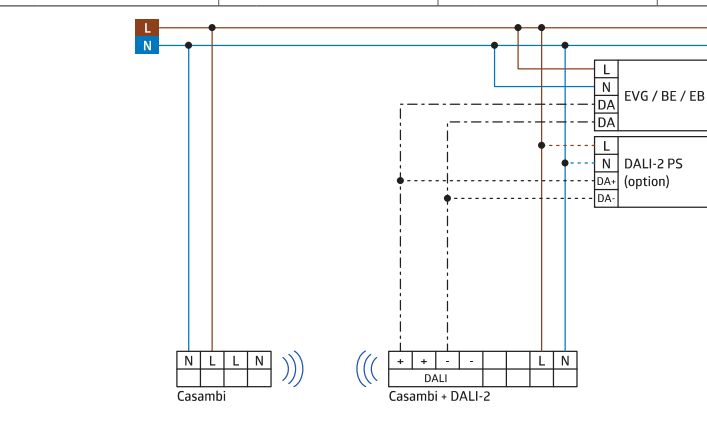 L
N
L
N
DA
DA
EVG / BE / EB
L
N
DA+
DA-
DALI-2 PS
(option)
N L L N
Casambi
+ + - - L N
DALI
Casambi + DALI-2